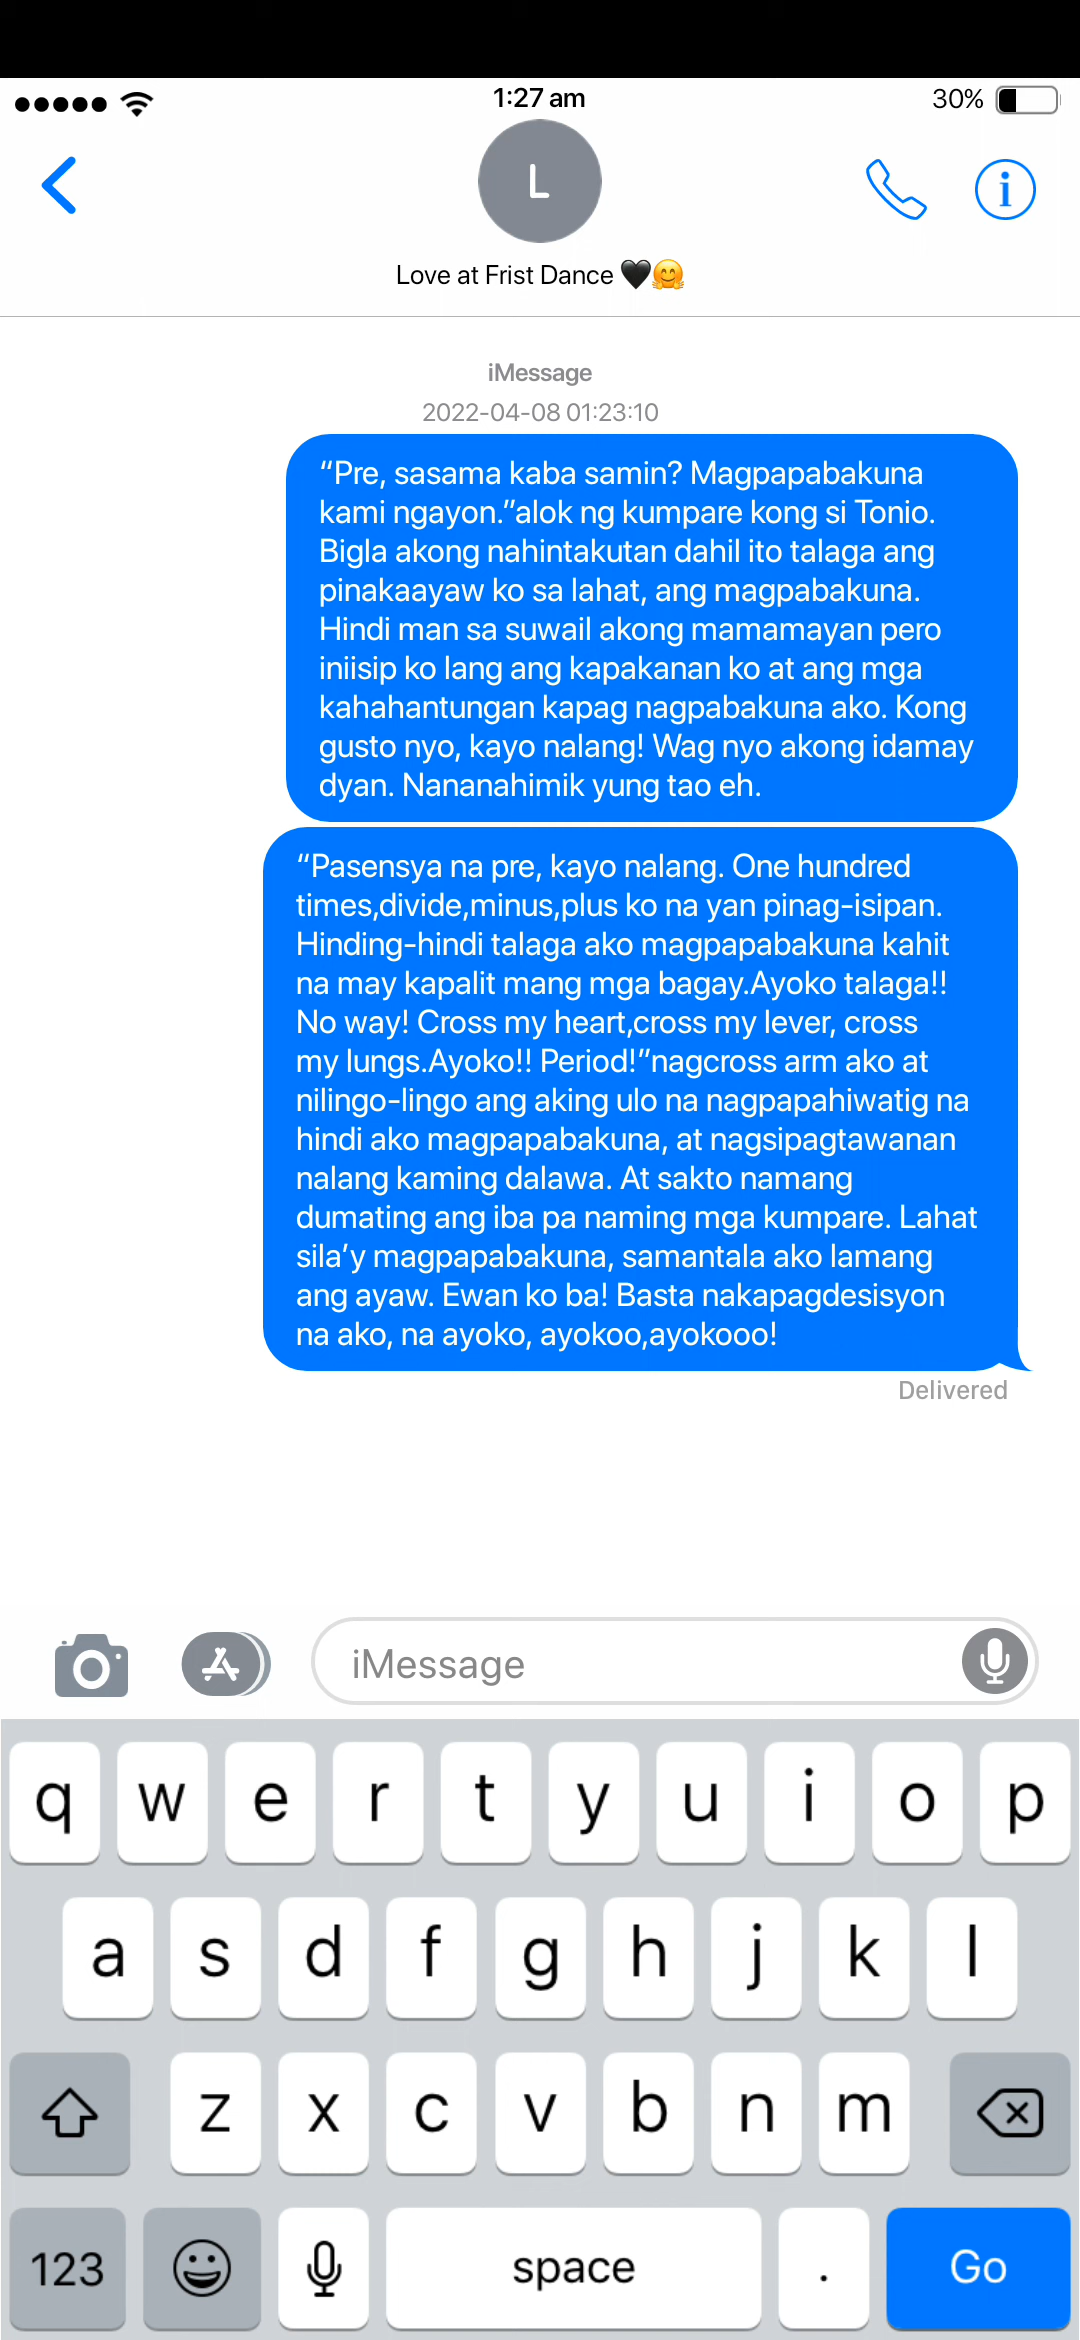 1:27 am
30%
L
Love at Frist Dance 🖤🤗
iMessage
2022-04-08 01:23:10
“Pre, sasama kaba samin? Magpapabakuna
kami ngayon.”alok ng kumpare kong si Tonio.
Bigla akong nahintakutan dahil ito talaga ang
pinakaayaw ko sa lahat, ang magpabakuna.
Hindi man sa suwail akong mamamayan pero
iniisip ko lang ang kapakanan ko at ang mga
kahahantungan kapag nagpabakuna ako. Kong
gusto nyo, kayo nalang! Wag nyo akong idamay
dyan. Nananahimik yung tao eh.
“Pasensya na pre, kayo nalang. One hundred
times,divide,minus,plus ko na yan pinag-isipan.
Hinding-hindi talaga ako magpapabakuna kahit
na may kapalit mang mga bagay.Ayoko talaga!!
No way! Cross my heart,cross my lever, cross
my lungs.Ayoko!! Period!”nagcross arm ako at
nilingo-lingo ang aking ulo na nagpapahiwatig na
hindi ako magpapabakuna, at nagsipagtawanan
nalang kaming dalawa. At sakto namang
dumating ang iba pa naming mga kumpare. Lahat
sila’y magpapabakuna, samantala ako lamang
ang ayaw. Ewan ko ba! Basta nakapagdesisyon
na ako, na ayoko, ayokoo,ayokooo!
Delivered
iMessage
q w e r t y u i o p
a s d f g h j k l
z x c v b n m
123 space . Go